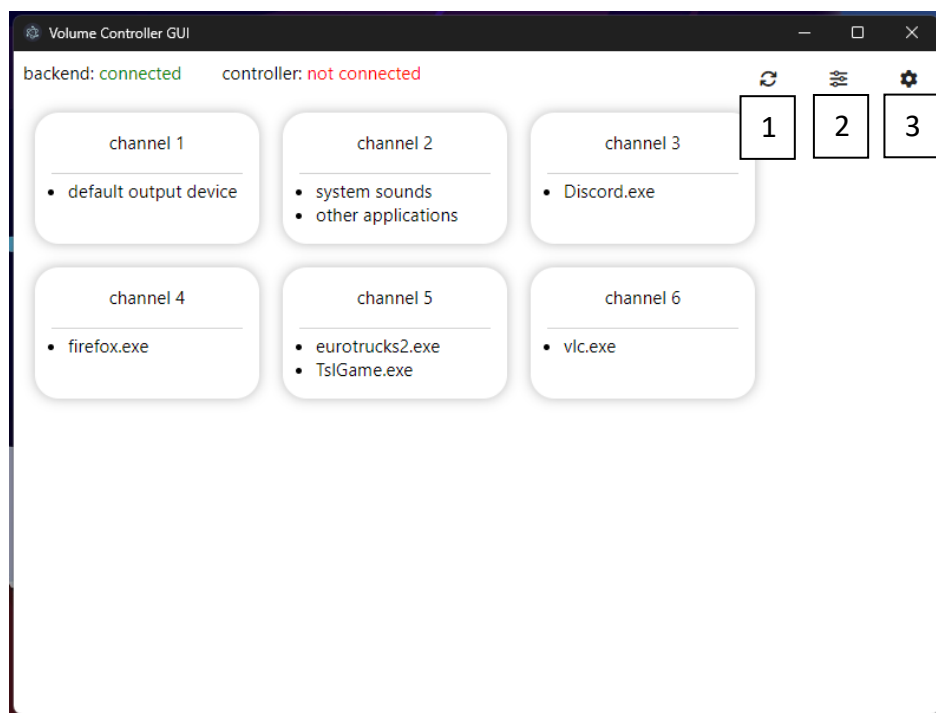 Volume Controller GUI
backend: connected controller: not connected
1 2 3
channel 1 channel 2 channel 3
• default output device • system sounds • Discord.exe
• other applications
channel 4 channel 5 channel 6
• firefox.exe • eurotrucks2.exe • vlc.exe
• TslGame.exe